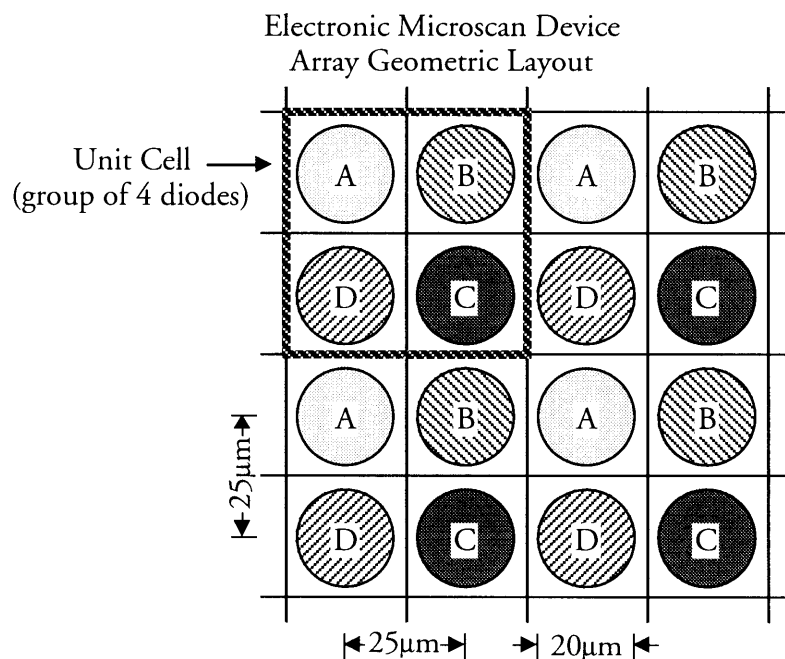 Electronic Microscan Device
Array Geometric Layout
Unit Cell
(group of 4 diodes)
A B A B
D C D C
A B A B
D C D C
25µm
25µm 20µm